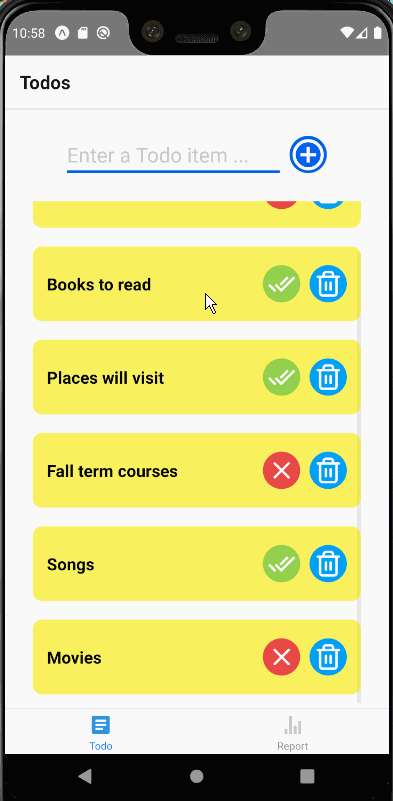 10:58
Todos
Enter a Todo item ...
Books to read
Places will visit
Fall term courses
Songs
Movies
Todo
Report